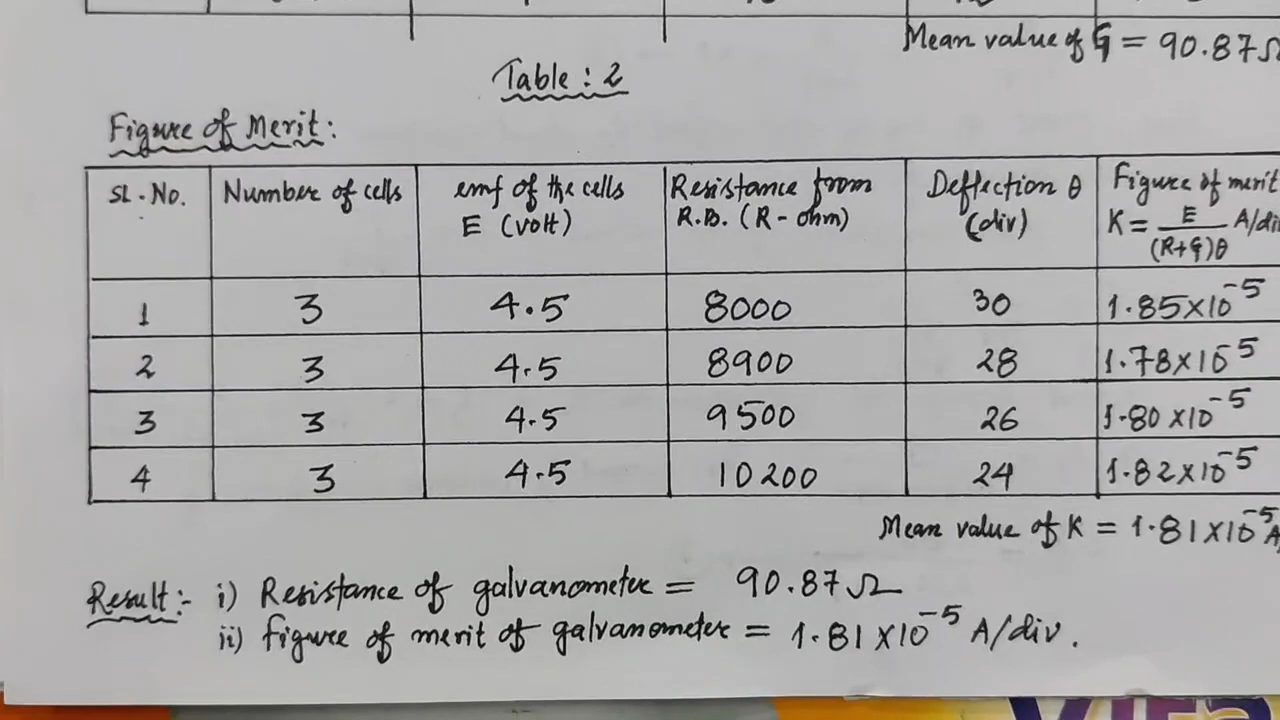 Mean value of G = 90.87Ω
Table : 2
Figure of Merit:
SL. No. Number of cells emf of the cells E (volt) Resistance from R.B. (R - ohm) Deflection θ (div) Figure of merit K = E/(R+G)θ A/div
1 3 4.5 8000 30 1.85×10⁻⁵
2 3 4.5 8900 28 1.78×10⁻⁵
3 3 4.5 9500 26 1.80×10⁻⁵
4 3 4.5 10200 24 1.82×10⁻⁵
Mean value of K = 1.81×10⁻⁵ A
Result:- i) Resistance of galvanometer = 90.87Ω
ii) figure of merit of galvanometer = 1.81×10⁻⁵ A/div.